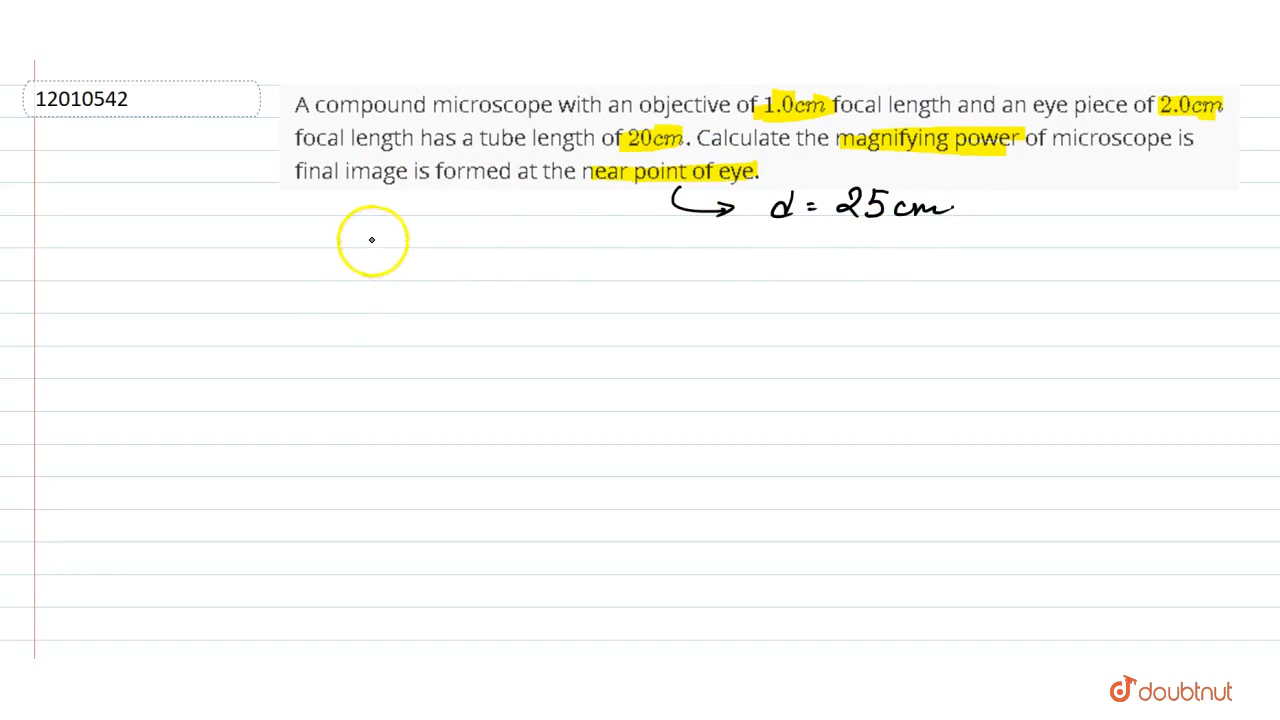 12010542
A compound microscope with an objective of 1.0cm focal length and an eye piece of 2.0cm
focal length has a tube length of 20cm. Calculate the magnifying power of microscope is
final image is formed at the near point of eye.
d = 25 cm
doubtnut